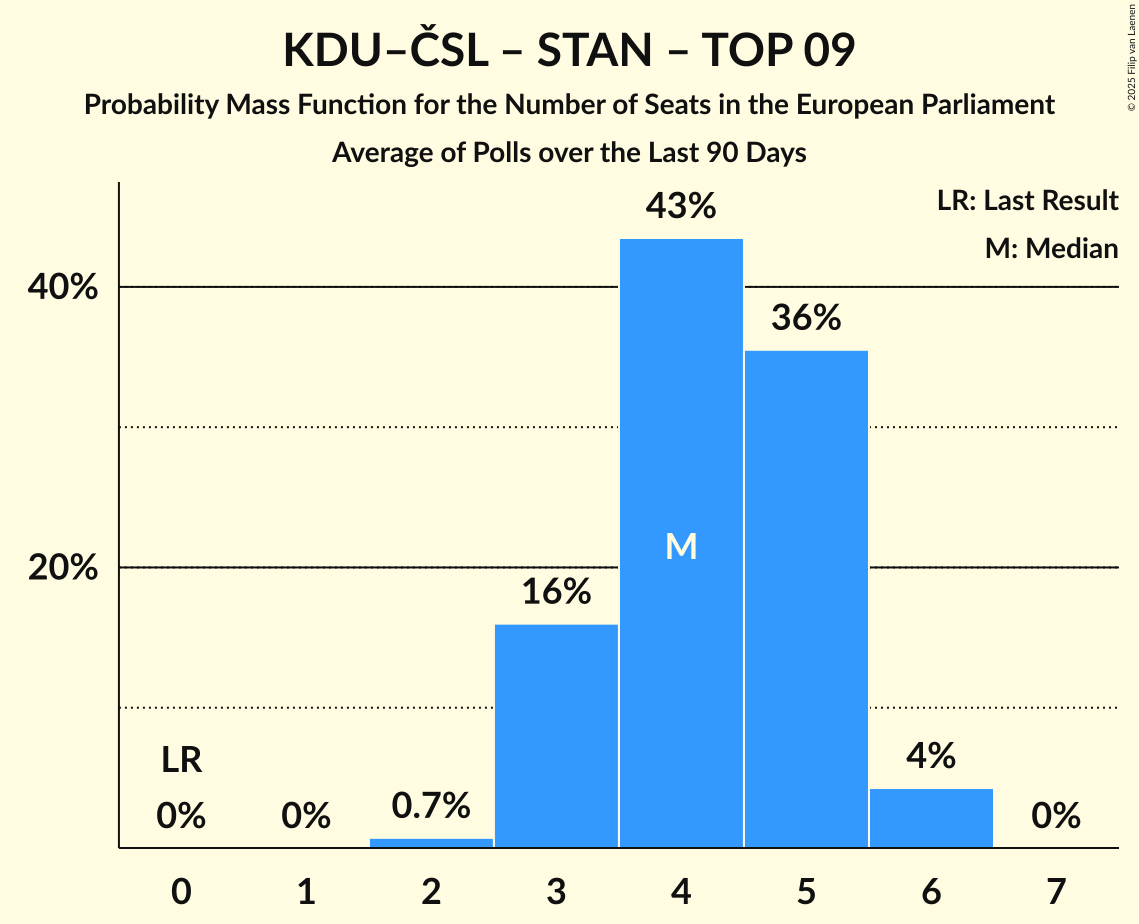 KDU–ČSL – STAN – TOP 09
Probability Mass Function for the Number of Seats in the European Parliament
Average of Polls over the Last 90 Days
© 2025 Filip van Laenen
LR: Last Result
M: Median
43%
40%
36%
M
20%
16%
LR
4%
0%
0%
0.7%
0%
0
1
2
3
4
5
6
7